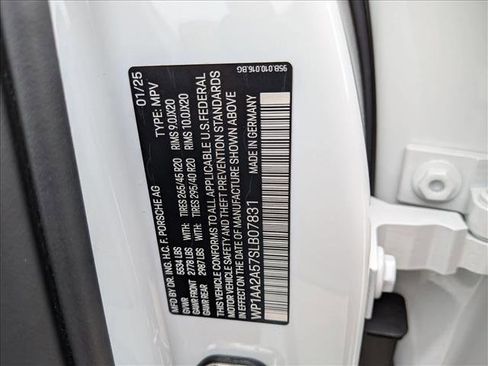 95B.010.016.BG
MFD BY DR. ING. H.C. F. PORSCHE AG 01/25
GVWR 5534 LBS TYPE: MPV
GAWR FRONT 2778 LBS WITH: TIRES 265/45 R20 RIMS 9.0JX20
GAWR REAR 2987 LBS WITH: TIRES 295/40 R20 RIMS 10.0JX20
THIS VEHICLE CONFORMS TO ALL APPLICABLE U.S. FEDERAL
MOTOR VEHICLE SAFETY AND THEFT PREVENTION STANDARDS
IN EFFECT ON THE DATE OF MANUFACTURE SHOWN ABOVE
WP1AA2A57SLB07831 MADE IN GERMANY